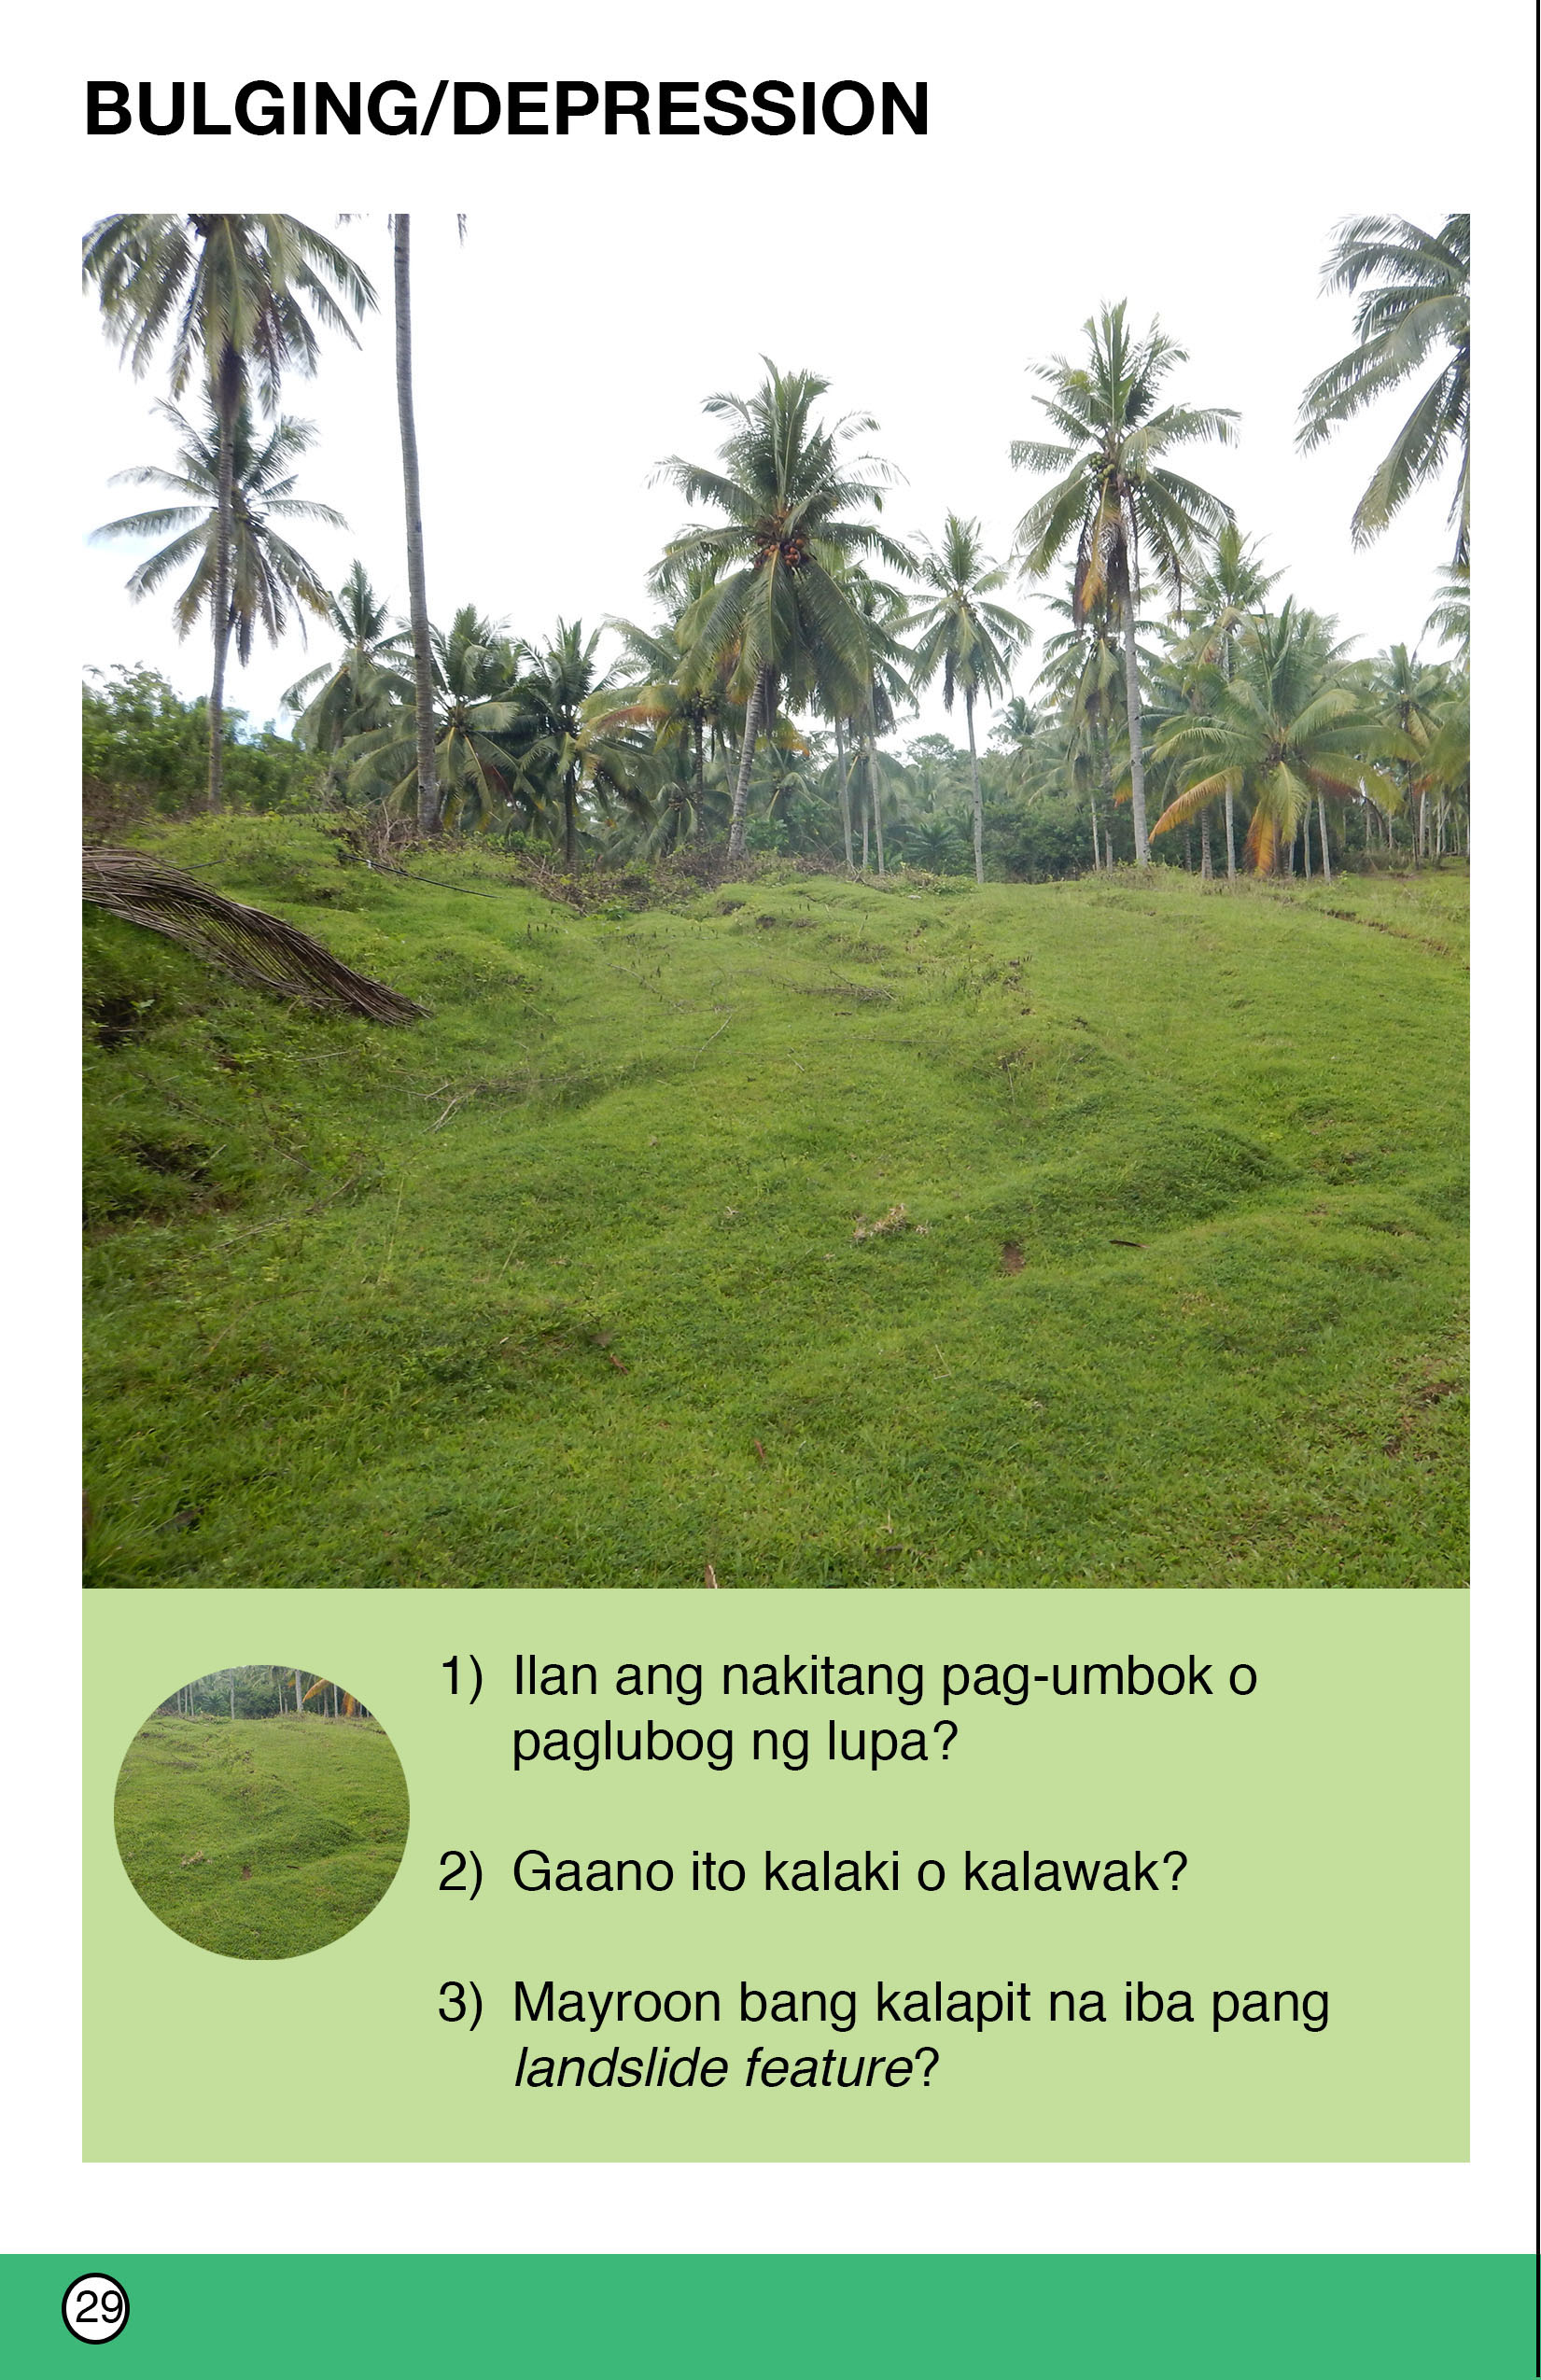 BULGING/DEPRESSION
1) Ilan ang nakitang pag-umbok o
paglubog ng lupa?
2) Gaano ito kalaki o kalawak?
3) Mayroon bang kalapit na iba pang
landslide feature?
29